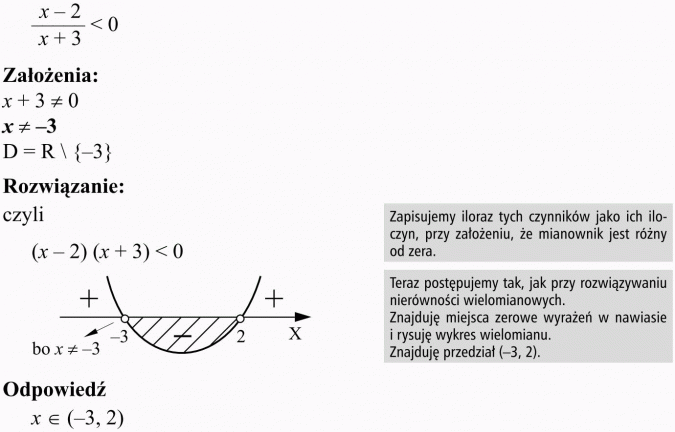 x – 2
x + 3 < 0
Założenia:
x + 3 ≠ 0
x ≠ –3
D = R \ {–3}
Rozwiązanie:
czyli
(x – 2) (x + 3) < 0
Zapisujemy iloraz tych czynników jako ich ilo-
czyn, przy założeniu, że mianownik jest różny
od zera.
Teraz postępujemy tak, jak przy rozwiązywaniu
nierówności wielomianowych.
Znajduję miejsca zerowe wyrażeń w nawiasie
i rysuję wykres wielomianu.
Znajduję przedział (–3, 2).
+ – +
–3 2 X
bo x ≠ –3
Odpowiedź
x ∈ (–3, 2)